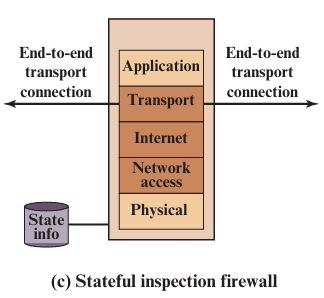 End-to-end
transport
connection
End-to-end
transport
connection
Application
Transport
Internet
Network
access
Physical
State
info
(c) Stateful inspection firewall